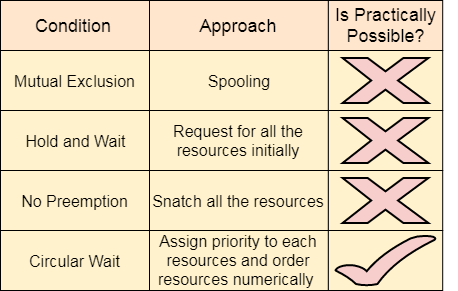 Condition
Approach
Is Practically
Possible?
Mutual Exclusion
Spooling
Hold and Wait
Request for all the
resources initially
No Preemption
Snatch all the resources
Circular Wait
Assign priority to each
resources and order
resources numerically